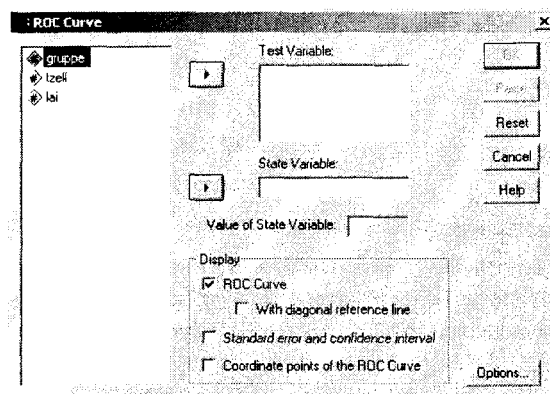 ROC Curve
gruppe
tzell
lai
Test Variable:
OK
Paste
Reset
Cancel
Help
State Variable:
Value of State Variable:
Display
ROC Curve
With diagonal reference line
Standard error and confidence interval
Coordinate points of the ROC Curve
Options...